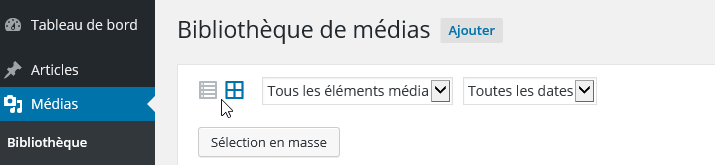 Tableau de bord
Articles
Médias
Bibliothèque
Bibliothèque de médias Ajouter
Tous les éléments média Toutes les dates
Sélection en masse